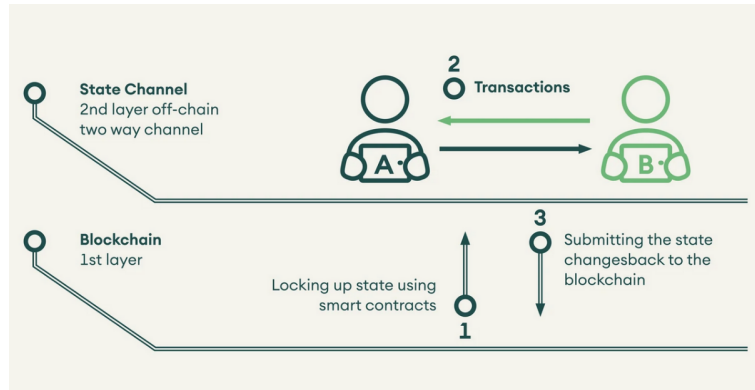 State Channel
2nd layer off-chain
two way channel
2
Transactions
A
B
Blockchain
1st layer
Locking up state using
smart contracts
1
3
Submitting the state
changesback to the
blockchain